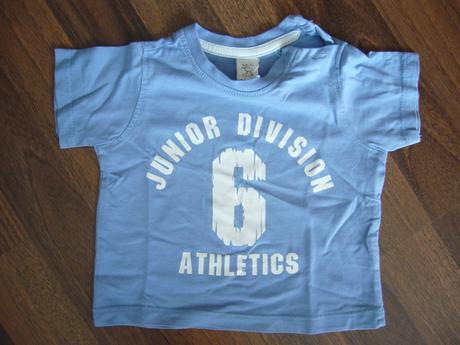 JUNIOR DIVISION
6
ATHLETICS